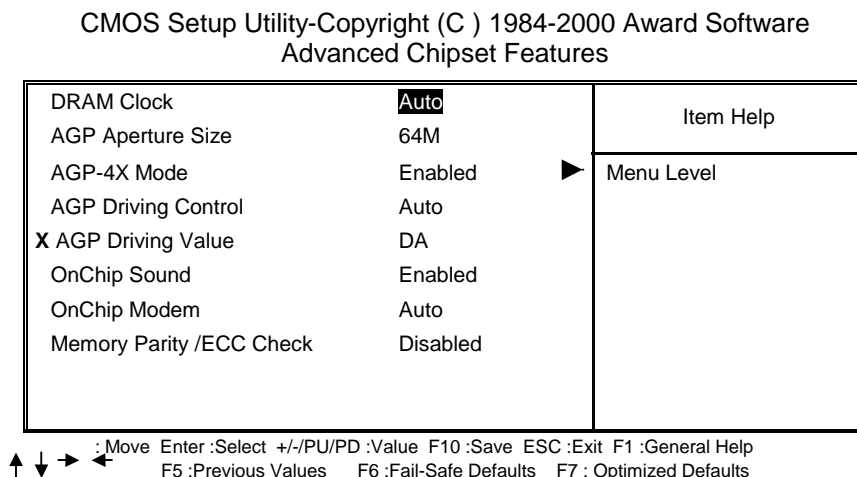 CMOS Setup Utility-Copyright (C ) 1984-2000 Award Software
Advanced Chipset Features
DRAM Clock Auto
Item Help
AGP Aperture Size 64M
AGP-4X Mode Enabled Menu Level
AGP Driving Control Auto
X AGP Driving Value DA
OnChip Sound Enabled
OnChip Modem Auto
Memory Parity /ECC Check Disabled
: Move Enter :Select +/-/PU/PD :Value F10 :Save ESC :Exit F1 :General Help
F5 :Previous Values F6 :Fail-Safe Defaults F7 : Optimized Defaults